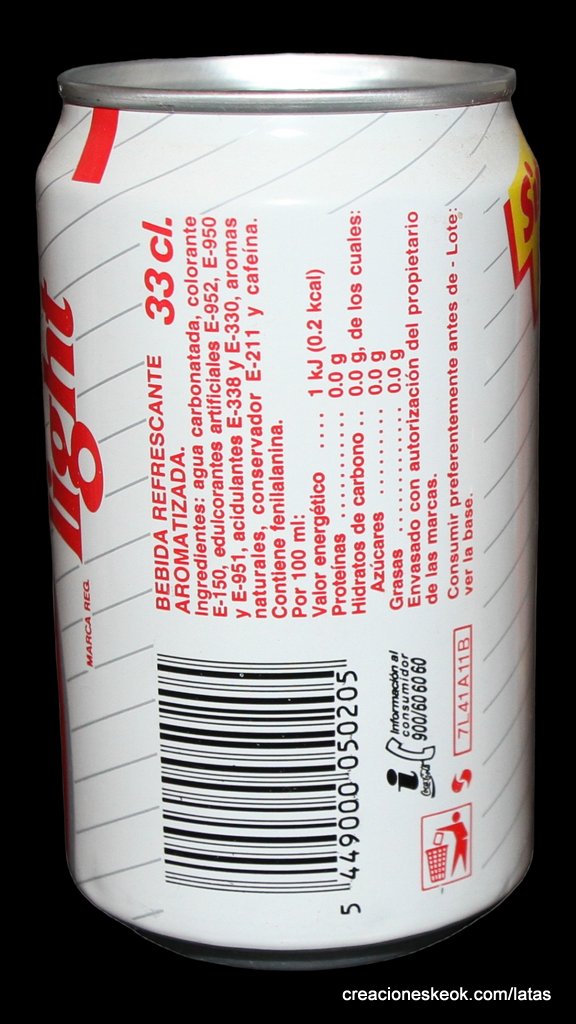 light
MARCA REG.
BEBIDA REFRESCANTE
AROMATIZADA. 33 cl.
Ingredientes: agua carbonatada, colorante
E-150, edulcorantes artificiales E-952, E-950
y E-951, acidulantes E-338 y E-330, aromas
naturales, conservador E-211 y cafeína.
Contiene fenilalanina.
Por 100 ml:
Valor energético .... 1 kJ (0.2 kcal)
Proteínas ............ 0.0 g
Hidratos de carbono .. 0.0 g, de los cuales:
Azúcares .......... 0.0 g
Grasas ................ 0.0 g
Envasado con autorización del propietario
de las marcas.
Consumir preferentemente antes de - Lote:
ver la base.
5 449000 050205
i Información al
consumidor
900/60 60 60
Coca-Cola
7L41A11B
creacioneskeok.com/latas